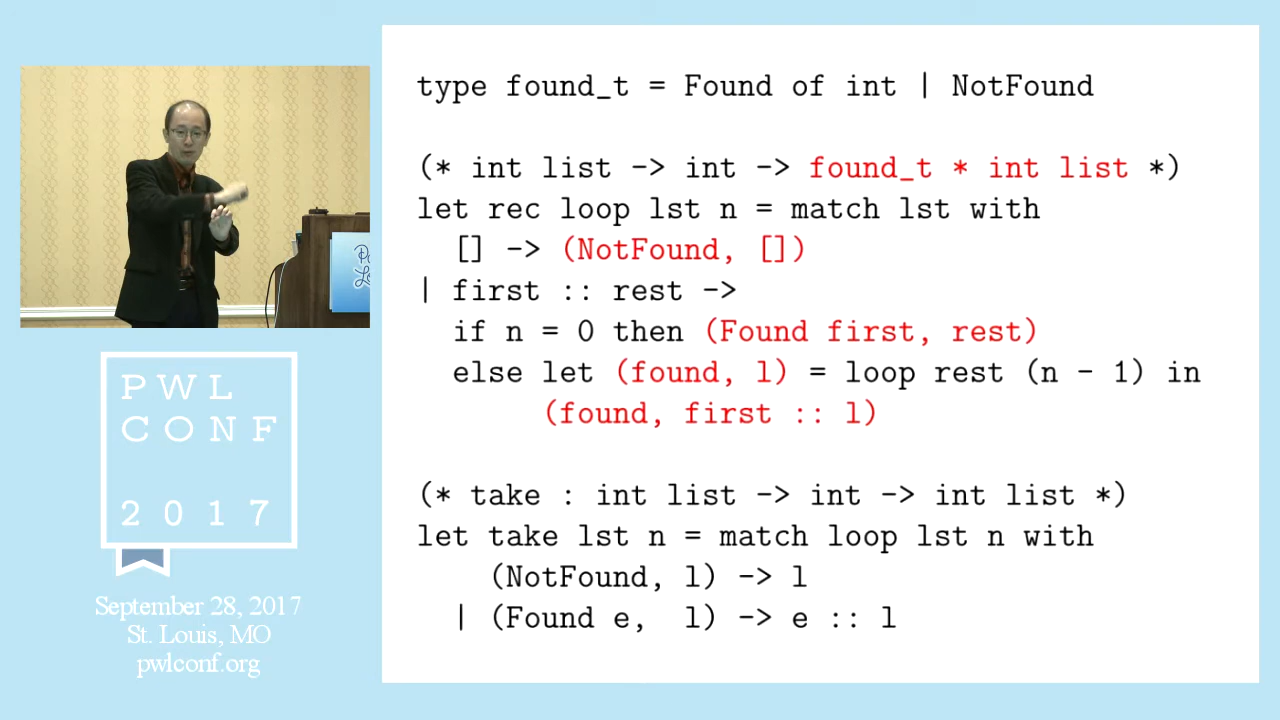 type found_t = Found of int | NotFound
(* int list -> int -> found_t * int list *)
let rec loop lst n = match lst with
[] -> (NotFound, [])
| first :: rest ->
if n = 0 then (Found first, rest)
else let (found, l) = loop rest (n - 1) in
(found, first :: l)
(* take : int list -> int -> int list *)
let take lst n = match loop lst n with
(NotFound, l) -> l
| (Found e, l) -> e :: l
PWL
CONF
2017
September 28, 2017
St. Louis, MO
pwlconf.org